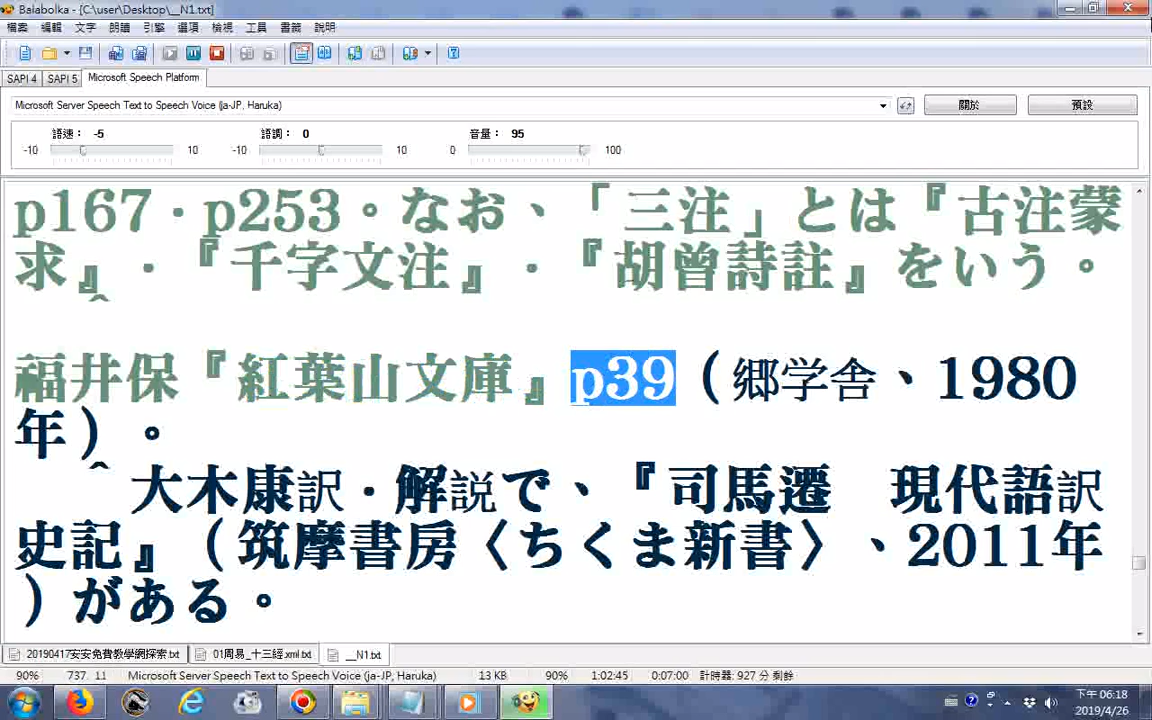 Balabolka - [C:\user\Desktop\__N1.txt]
檔案 編輯 文字 朗讀 引擎 選項 檢視 工具 書籤 說明
SAPI 4 SAPI 5 Microsoft Speech Platform
Microsoft Server Speech Text to Speech Voice (ja-JP, Haruka) 關於 預設
語速： -5 語調： 0 音量： 95
-10 10 -10 10 0 100
p167・p253。なお、「三注」とは『古注蒙
求』・『千字文注』・『胡曾詩註』をいう。
^
福井保『紅葉山文庫』p39（郷学舎、1980
年）。
^ 大木康訳・解説で、『司馬遷　現代語訳
史記』（筑摩書房〈ちくま新書〉、2011年
）がある。
20190417安安免費教學網探索.txt 01周易_十三經.xml.txt __N1.txt
90% 737. 11 Microsoft Server Speech Text to Speech Voice (ja-JP, Haruka) 13 KB 90% 1:02:45 0:07:00 計時器: 927 分 剩餘
下午 06:18
2019/4/26